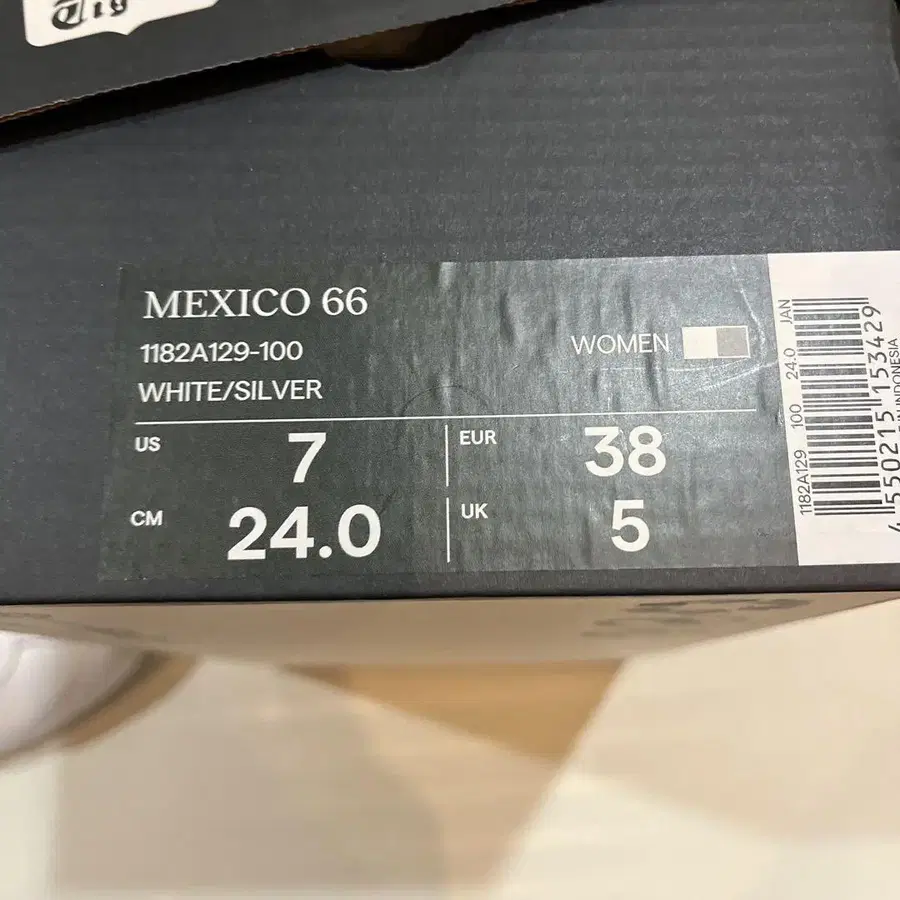 MEXICO 66
1182A129-100
WHITE/SILVER
WOMEN
US 7
EUR 38
CM 24.0
UK 5
1182A129 100 24.0 JAN
4 550215 153429
INDONESIA